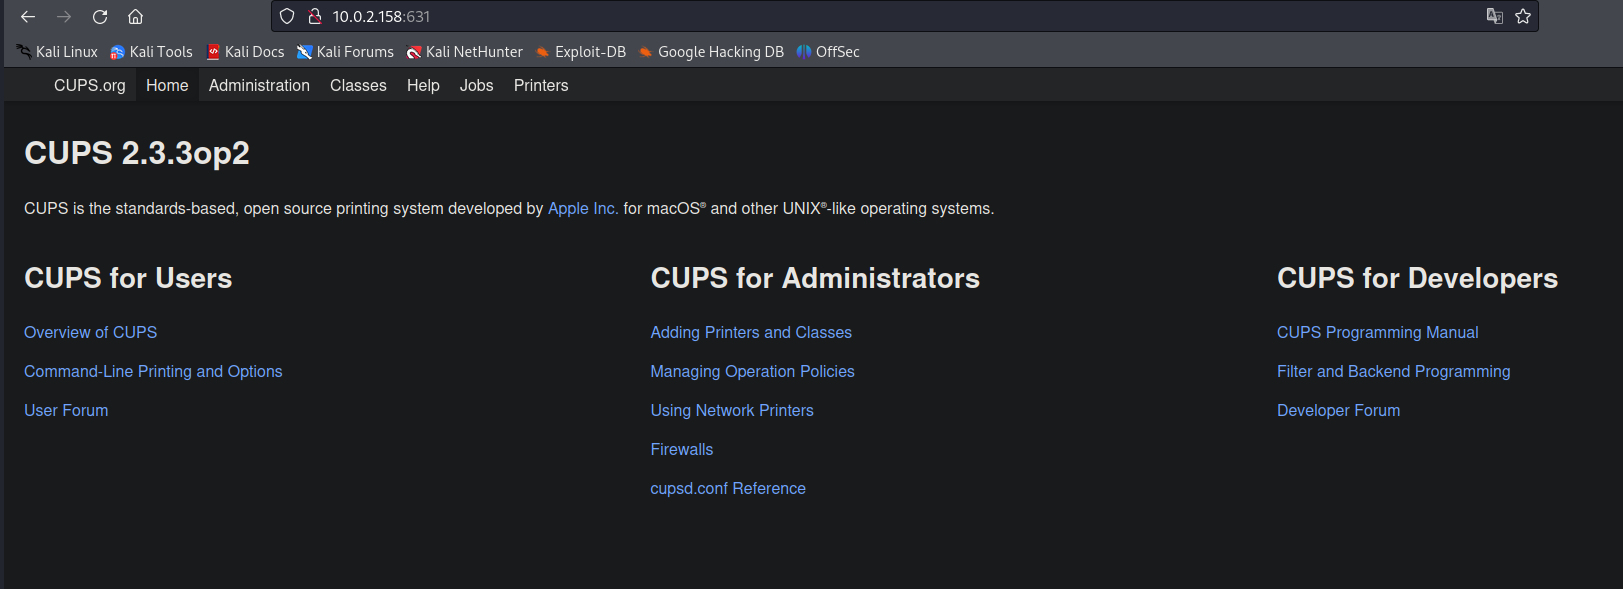 10.0.2.158:631
Kali Linux Kali Tools Kali Docs Kali Forums Kali NetHunter Exploit-DB Google Hacking DB OffSec
CUPS.org Home Administration Classes Help Jobs Printers
CUPS 2.3.3op2
CUPS is the standards-based, open source printing system developed by Apple Inc. for macOS® and other UNIX®-like operating systems.
CUPS for Users
Overview of CUPS
Command-Line Printing and Options
User Forum
CUPS for Administrators
Adding Printers and Classes
Managing Operation Policies
Using Network Printers
Firewalls
cupsd.conf Reference
CUPS for Developers
CUPS Programming Manual
Filter and Backend Programming
Developer Forum